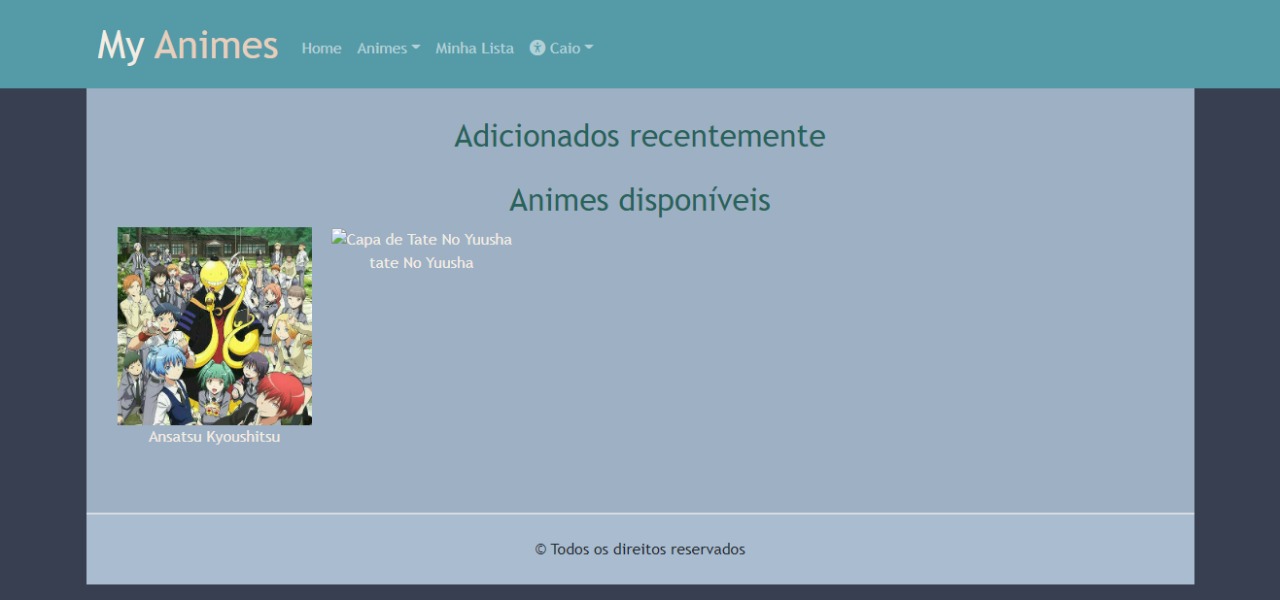 My Animes Home Animes Minha Lista Caio
Adicionados recentemente
Animes disponíveis
Capa de Tate No Yuusha
tate No Yuusha
Ansatsu Kyoushitsu
© Todos os direitos reservados